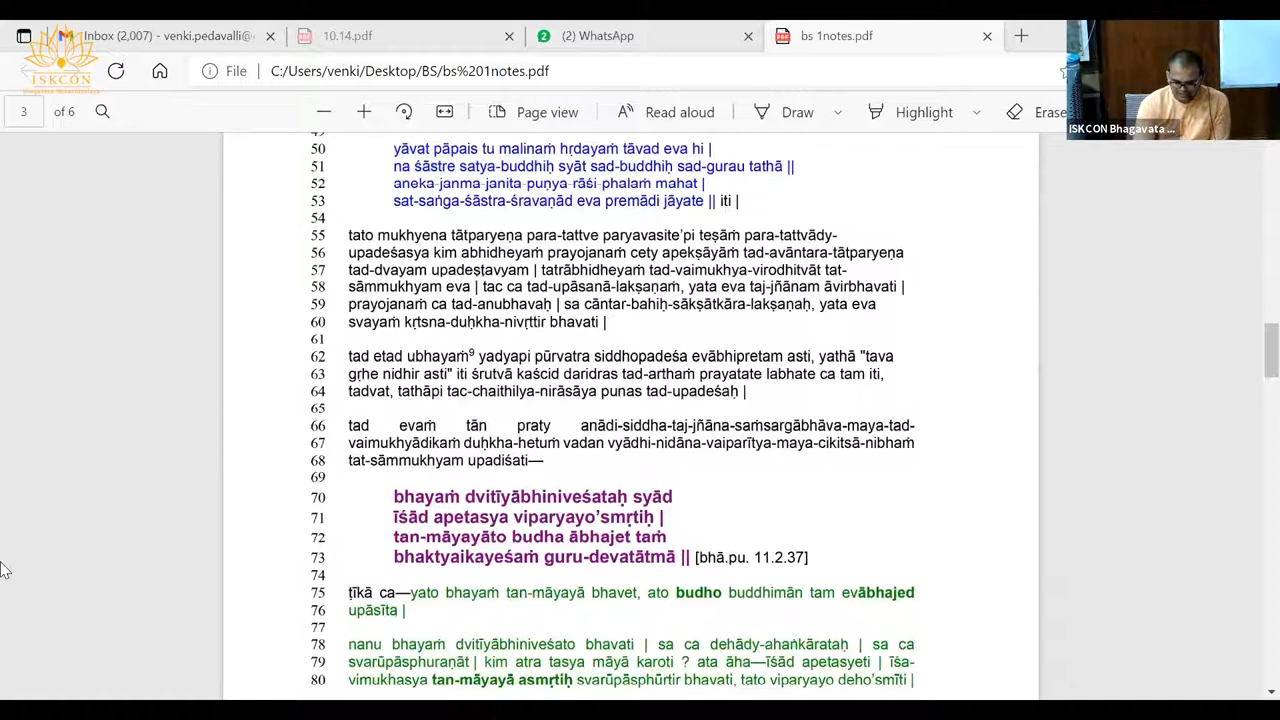 Inbox (2,007) - venki.pedavalli@
10.14.pdf
2 (2) WhatsApp
bs 1notes.pdf
ISKCON
File C:/Users/venki/Desktop/BS/bs%201notes.pdf
3 of 6 Page view Read aloud Draw Highlight Erase
ISKCON Bhagavata ...
49
50 yāvat pāpais tu malinaṁ hṛdayaṁ tāvad eva hi |
51 na śāstre satya-buddhiḥ syāt sad-buddhiḥ sad-gurau tathā ||
52 aneka-janma-janita-puṇya-rāśi-phalaṁ mahat |
53 sat-saṅga-śāstra-śravaṇād eva premādi jāyate || iti |
54
55 tato mukhyena tātparyeṇa para-tattve paryavasite'pi teṣāṁ para-tattvādy-
56 upadeśasya kim abhidheyaṁ prayojanaṁ cety apekṣāyāṁ tad-avāntara-tātparyeṇa
57 tad-dvayam upadeṣṭavyam | tatrābhidheyaṁ tad-vaimukhya-virodhitvāt tat-
58 sāmmukhyam eva | tac ca tad-upāsanā-lakṣaṇaṁ, yata eva taj-jñānam āvirbhavati |
59 prayojanaṁ ca tad-anubhavaḥ | sa cāntar-bahiḥ-sākṣātkāra-lakṣaṇaḥ, yata eva
60 svayaṁ kṛtsna-duḥkha-nivṛttir bhavati |
61
62 tad etad ubhayaṁ9 yadyapi pūrvatra siddhopadeśa evābhipretam asti, yathā "tava
63 gṛhe nidhir asti" iti śrutvā kaścid daridras tad-arthaṁ prayatate labhate ca tam iti,
64 tadvat, tathāpi tac-chaithilya-nirāsāya punas tad-upadeśaḥ |
65
66 tad evaṁ tān praty anādi-siddha-taj-jñāna-saṁsargābhāva-maya-tad-
67 vaimukhyādikaṁ duḥkha-hetuṁ vadan vyādhi-nidāna-vaiparītya-maya-cikitsā-nibhaṁ
68 tat-sāmmukhyam upadiśati—
69
70 bhayaṁ dvitīyābhiniveśataḥ syād
71 īśād apetasya viparyayo'smṛtiḥ |
72 tan-māyayāto budha ābhajet taṁ
73 bhaktyaikayeśaṁ guru-devatātmā || [bhā.pu. 11.2.37]
74
75 ṭīkā ca—yato bhayaṁ tan-māyayā bhavet, ato budho buddhimān tam evābhajed
76 upāsīta |
77
78 nanu bhayaṁ dvitīyābhiniveśato bhavati | sa ca dehādy-ahaṅkārataḥ | sa ca
79 svarūpāsphuraṇāt | kim atra tasya māyā karoti ? ata āha—īśād apetasyeti | īśa-
80 vimukhasya tan-māyayā asmṛtiḥ svarūpāsphūrtir bhavati, tato viparyayo deho'smīti |